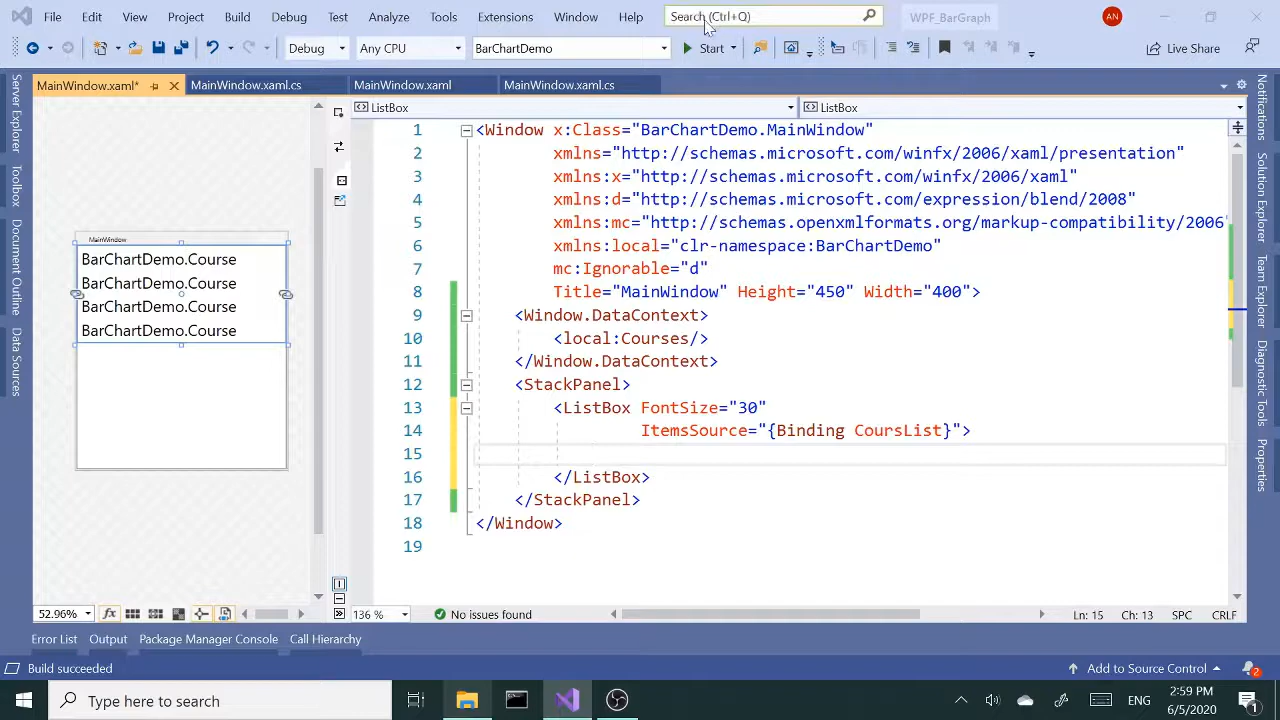 File Edit View Project Build Debug Test Analyze Tools Extensions Window Help Search (Ctrl+Q) WPF_BarGraph AN
Debug Any CPU BarChartDemo Start Live Share
MainWindow.xaml* MainWindow.xaml.cs MainWindow.xaml MainWindow.xaml.cs
ListBox ListBox
Server Explorer
Toolbox
Document Outline
Data Sources
MainWindow
BarChartDemo.Course
BarChartDemo.Course
BarChartDemo.Course
BarChartDemo.Course
1 <Window x:Class="BarChartDemo.MainWindow"
2 xmlns="http://schemas.microsoft.com/winfx/2006/xaml/presentation"
3 xmlns:x="http://schemas.microsoft.com/winfx/2006/xaml"
4 xmlns:d="http://schemas.microsoft.com/expression/blend/2008"
5 xmlns:mc="http://schemas.openxmlformats.org/markup-compatibility/2006
6 xmlns:local="clr-namespace:BarChartDemo"
7 mc:Ignorable="d"
8 Title="MainWindow" Height="450" Width="400">
9 <Window.DataContext>
10 <local:Courses/>
11 </Window.DataContext>
12 <StackPanel>
13 <ListBox FontSize="30"
14 ItemsSource="{Binding CoursList}">
15
16 </ListBox>
17 </StackPanel>
18 </Window>
19
Notifications
Solution Explorer
Team Explorer
Diagnostic Tools
Properties
52.96% fx 136 % No issues found Ln: 15 Ch: 13 SPC CRLF
Error List Output Package Manager Console Call Hierarchy
Build succeeded Add to Source Control 2
Type here to search ENG 2:59 PM
6/5/2020 1